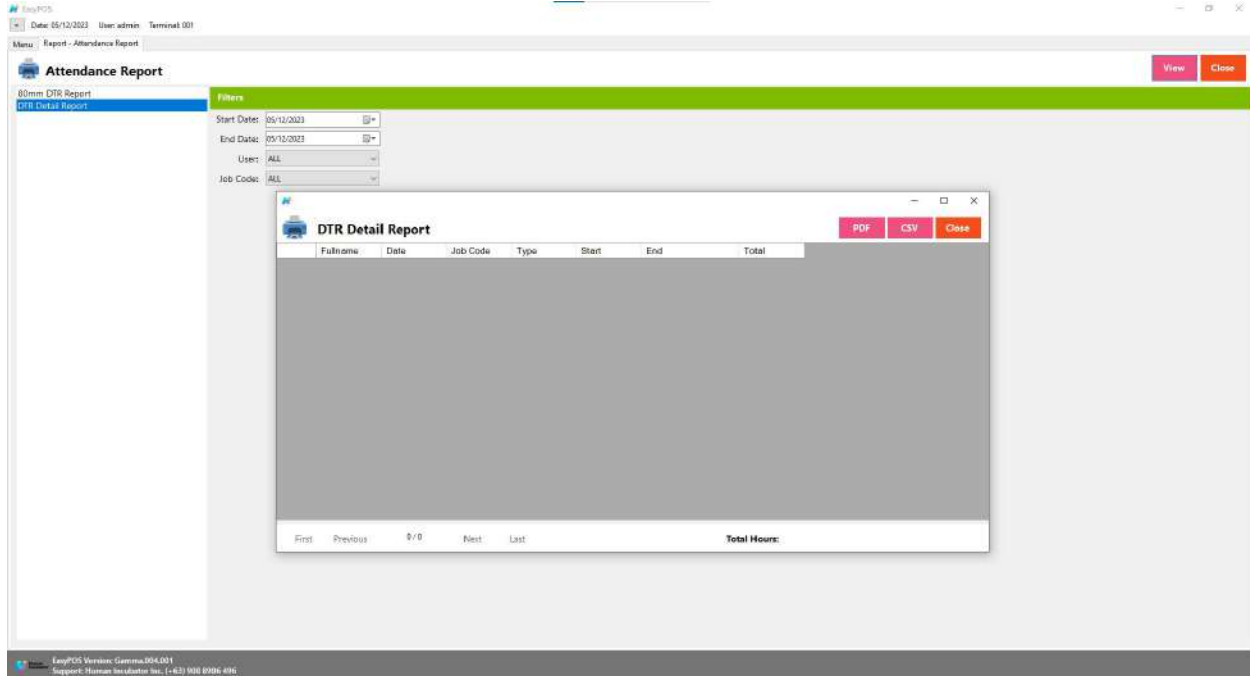 EasyPOS
Date: 05/12/2023 User: admin Terminal: 001
Menu Report - Attendance Report
Attendance Report View Close
80mm DTR Report
DTR Detail Report
Filters
Start Date: 05/12/2023
End Date: 05/12/2023
User: ALL
Job Code: ALL
DTR Detail Report PDF CSV Close
Fullname Date Job Code Type Start End Total
First Previous 0 / 0 Next Last Total Hours:
EasyPOS Version: Gamma.004.001
Support: Human Incubator Inc. (+63) 908 8906 496